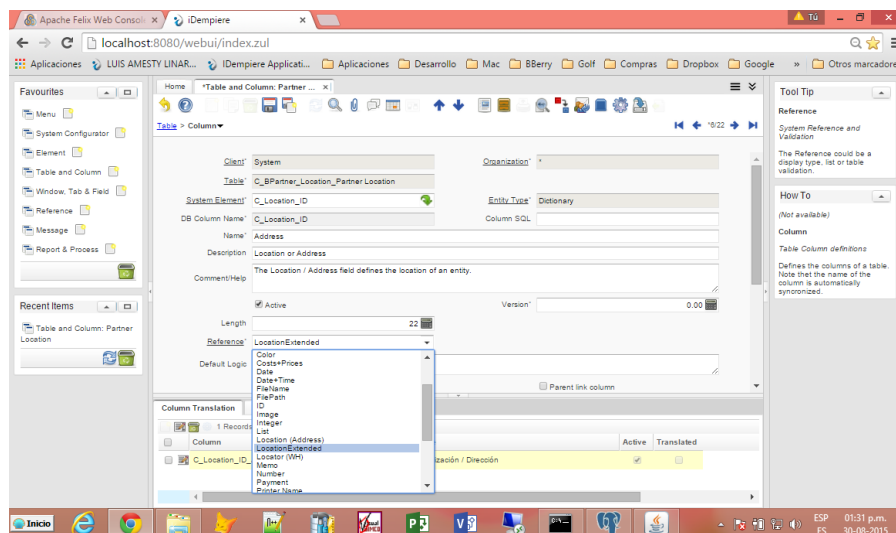 Apache Felix Web Consol
iDempiere
Tú
localhost:8080/webui/index.zul
Aplicaciones
LUIS AMESTY LINAR...
IDempiere Applicati...
Aplicaciones
Desarrollo
Mac
BBerry
Golf
Compras
Dropbox
Google
»
Otros marcadore
Favourites
Menu
System Configurator
Element
Table and Column
Window, Tab & Field
Reference
Message
Report & Process
Recent Items
Table and Column: Partner
Location
Home
*Table and Column: Partner ...
Table > Column
*6/22
Client
System
Organization
*
Table
C_BPartner_Location_Partner Location
System Element
C_Location_ID
Entity Type
Dictionary
DB Column Name
C_Location_ID
Column SQL
Name
Address
Description
Location or Address
Comment/Help
The Location / Address field defines the location of an entity.
Active
Version
0.00
Length
22
Reference
LocationExtended
Default Logic
Color
Costs+Prices
Date
Date+Time
FileName
FilePath
ID
Image
Integer
List
Location (Address)
LocationExtended
Locator (WH)
Memo
Number
Payment
Printer Name
Parent link column
Column Translation
1 Records
Column
Active
Translated
C_Location_ID_
zación / Dirección
Tool Tip
Reference
System Reference and
Validation
The Reference could be a
display type, list or table
validation.
How To
(Not available)
Column
Table Column definitions
Defines the columns of a table.
Note thet the name of the
column is automatically
syncronized.
Inicio
ESP
ES
01:31 p.m.
30-08-2015